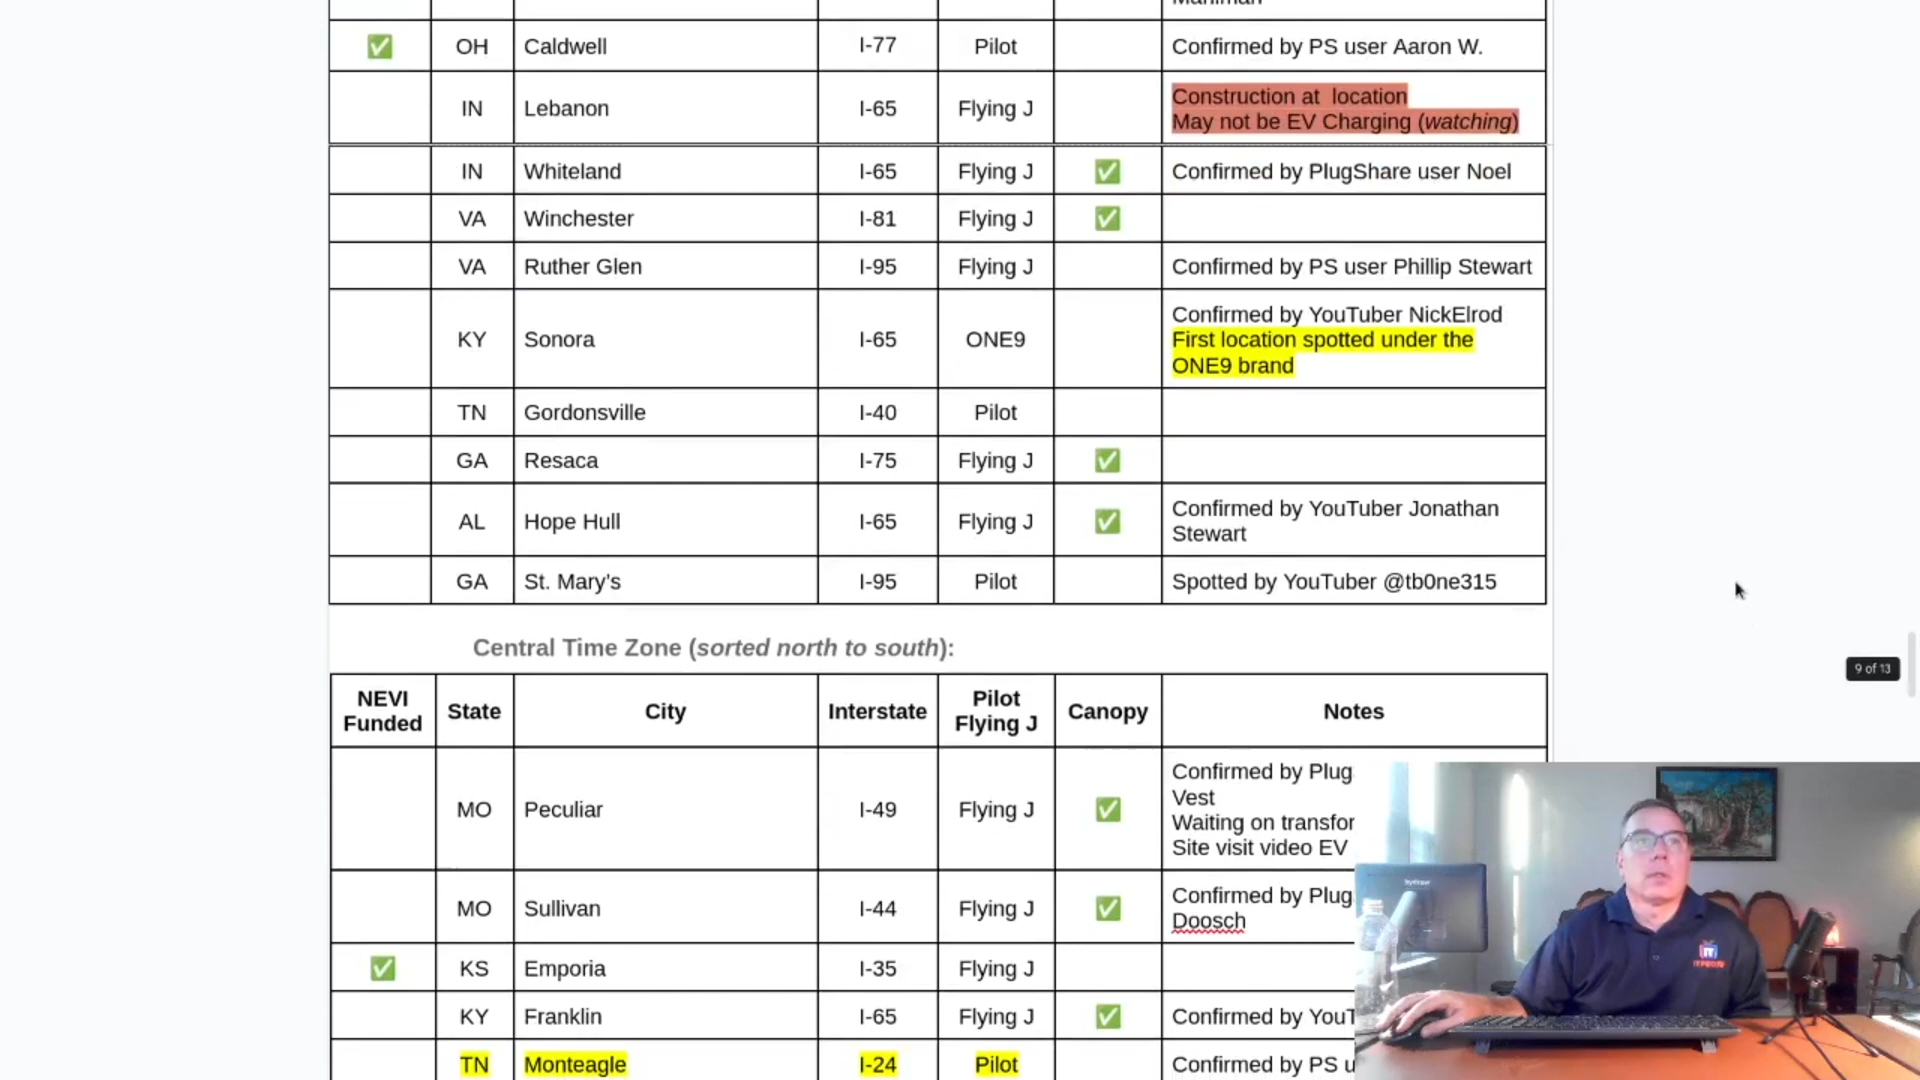 ✅ OH Caldwell I-77 Pilot Confirmed by PS user Aaron W.
IN Lebanon I-65 Flying J Construction at location
May not be EV Charging (watching)
IN Whiteland I-65 Flying J ✅ Confirmed by PlugShare user Noel
VA Winchester I-81 Flying J ✅
VA Ruther Glen I-95 Flying J Confirmed by PS user Phillip Stewart
KY Sonora I-65 ONE9 Confirmed by YouTuber NickElrod
First location spotted under the
ONE9 brand
TN Gordonsville I-40 Pilot
GA Resaca I-75 Flying J ✅
AL Hope Hull I-65 Flying J ✅ Confirmed by YouTuber Jonathan
Stewart
GA St. Mary's I-95 Pilot Spotted by YouTuber @tb0ne315
Central Time Zone (sorted north to south):
9 of 13
NEVI
Funded State City Interstate Pilot
Flying J Canopy Notes
MO Peculiar I-49 Flying J ✅ Confirmed by Plug
Vest
Waiting on transfor
Site visit video EV
MO Sullivan I-44 Flying J ✅ Confirmed by Plug
Doosch
✅ KS Emporia I-35 Flying J
KY Franklin I-65 Flying J ✅ Confirmed by YouT
TN Monteagle I-24 Pilot Confirmed by PS u